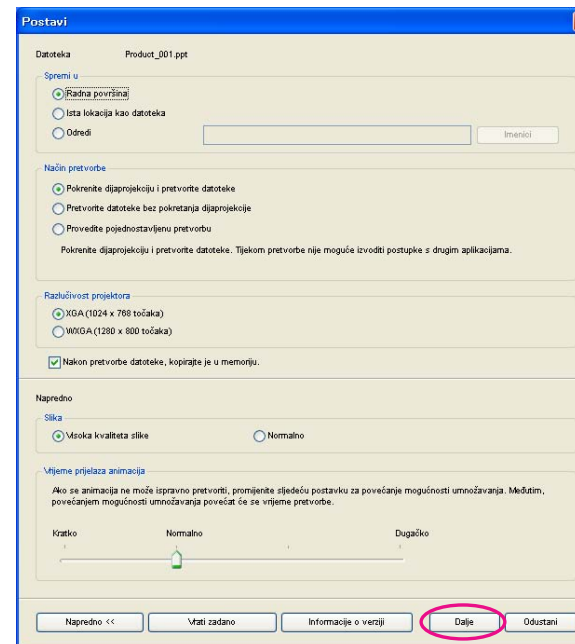 Postavi
Datoteka Product_001.ppt
Spremi u
Radna površina
Ista lokacija kao datoteka
Odredi Imenici
Način pretvorbe
Pokrenite dijaprojekciju i pretvorite datoteke
Pretvorite datoteke bez pokretanja dijaprojekcije
Provedite pojednostavljenu pretvorbu
Pokrenite dijaprojekciju i pretvorite datoteke. Tijekom pretvorbe nije moguće izvoditi postupke s drugim aplikacijama.
Razlučivost projektora
XGA (1024 x 768 točaka)
WXGA (1280 x 800 točaka)
Nakon pretvorbe datoteke, kopirajte je u memoriju.
Napredno
Slika
Visoka kvaliteta slike Normalno
Vrijeme prijelaza animacija
Ako se animacija ne može ispravno pretvoriti, promijenite sljedeću postavku za povećanje mogućnosti umnožavanja. Međutim,
povećanjem mogućnosti umnožavanja povećat će se vrijeme pretvorbe.
Kratko Normalno Dugačko
Napredno << Vrati zadano Informacije o verziji Dalje Odustani